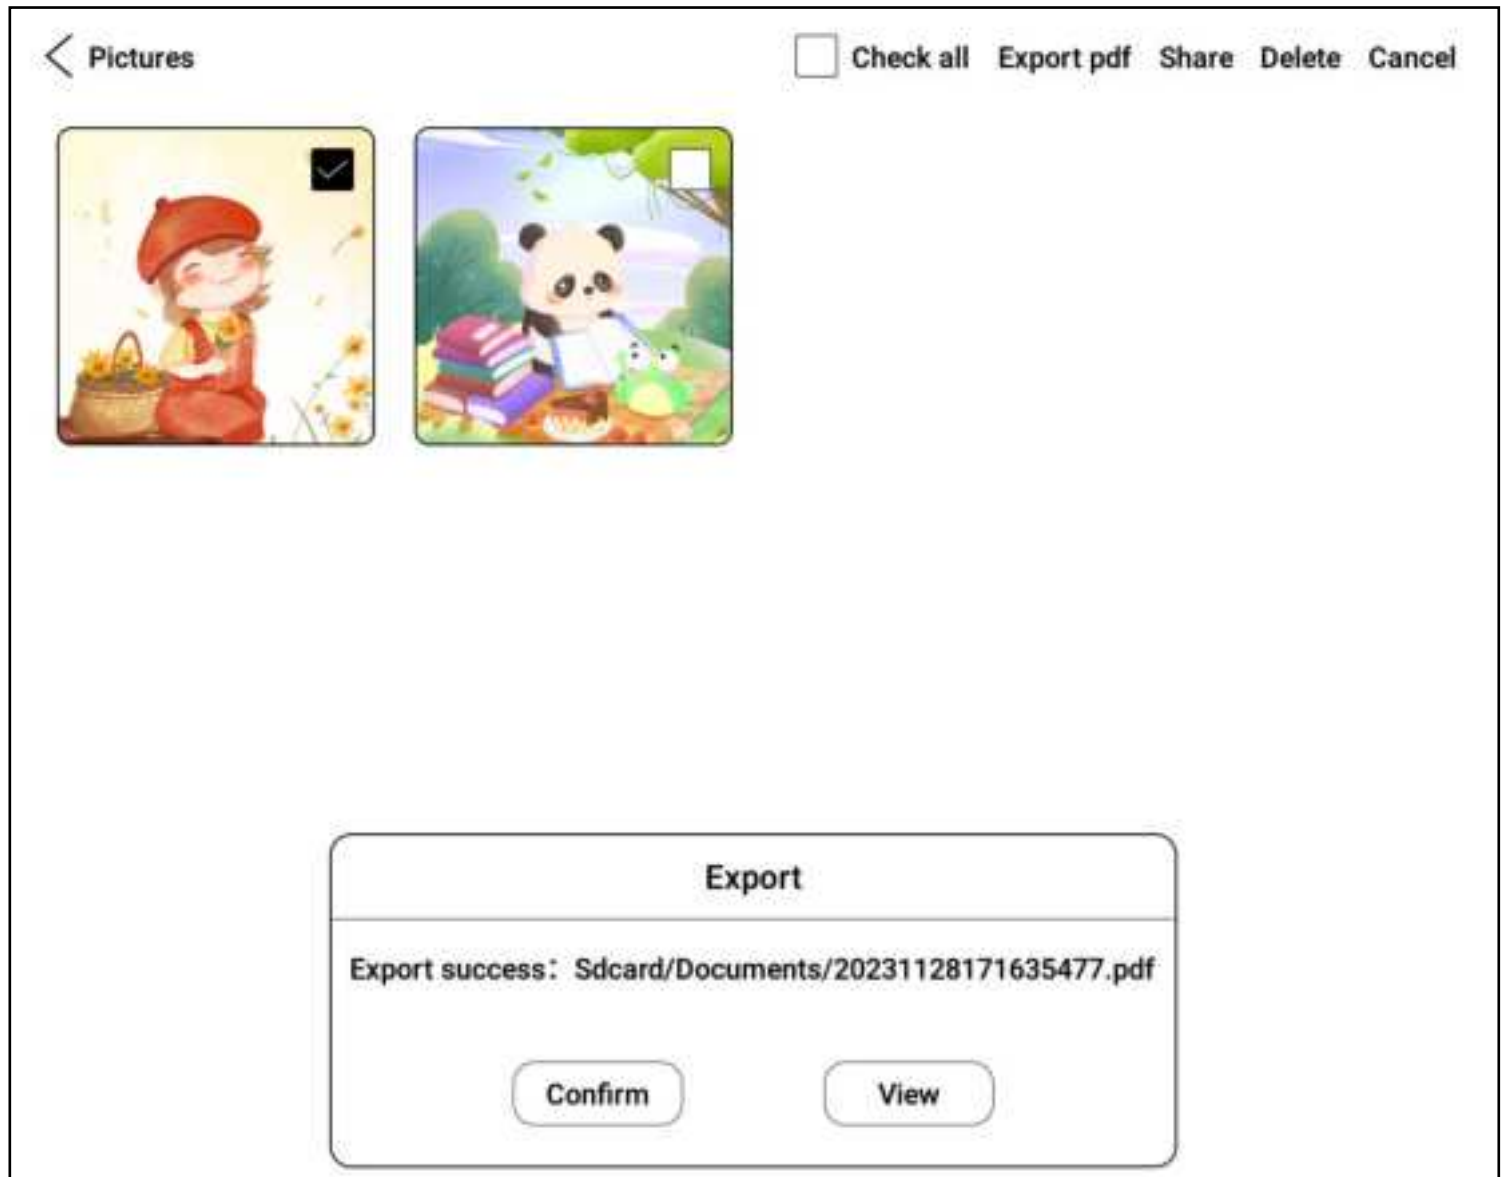 Pictures
Check all Export pdf Share Delete Cancel
Export
Export success： Sdcard/Documents/20231128171635477.pdf
Confirm
View